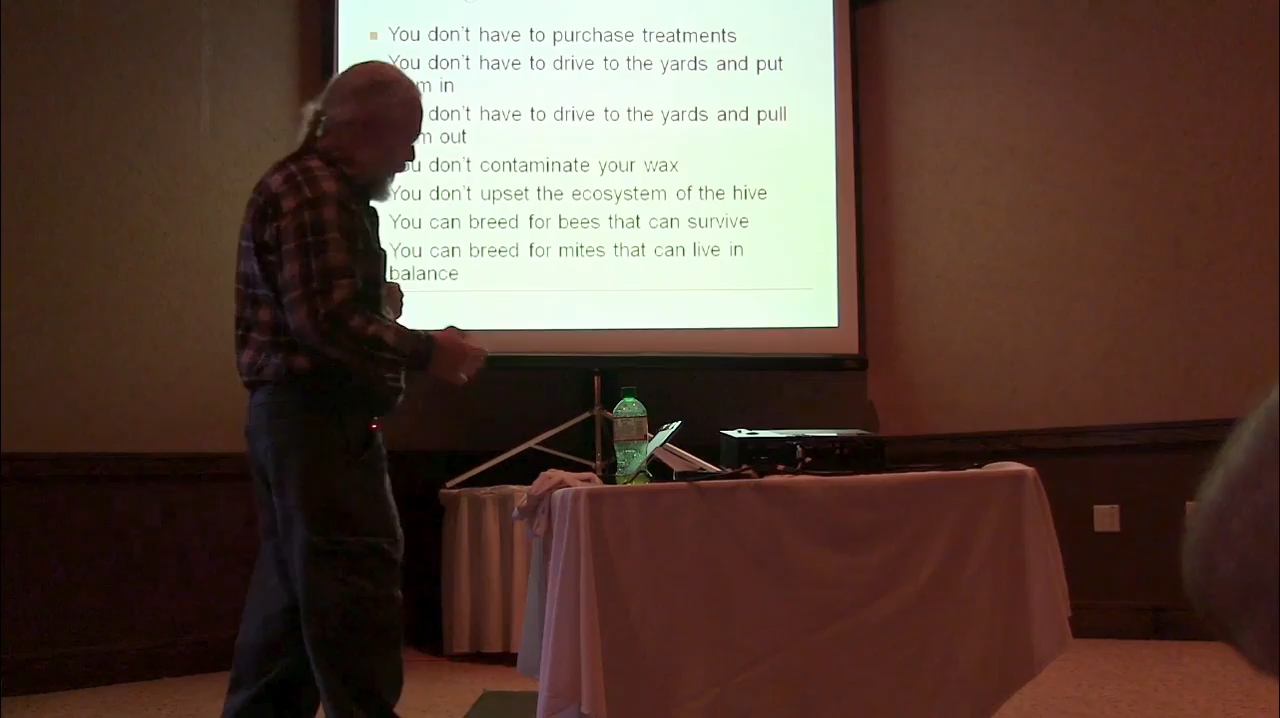 You don't have to purchase treatments
You don't have to drive to the yards and put
m in
don't have to drive to the yards and pull
m out
ou don't contaminate your wax
You don't upset the ecosystem of the hive
You can breed for bees that can survive
You can breed for mites that can live in
balance